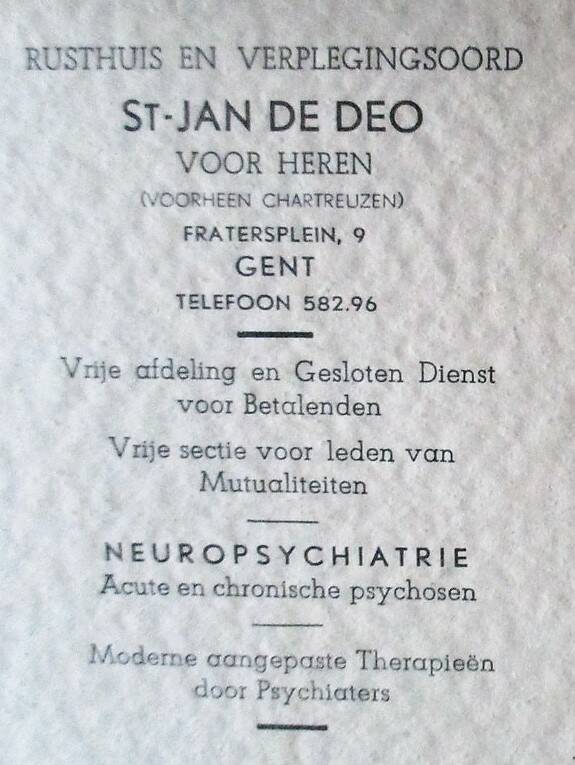 RUSTHUIS EN VERPLEGINGSOORD
ST-JAN DE DEO
VOOR HEREN
(VOORHEEN CHARTREUZEN)
FRATERSPLEIN, 9
GENT
TELEFOON 582.96
Vrije afdeling en Gesloten Dienst
voor Betalenden
Vrije sectie voor leden van
Mutualiteiten
NEUROPSYCHIATRIE
Acute en chronische psychosen
Moderne aangepaste Therapieën
door Psychiaters